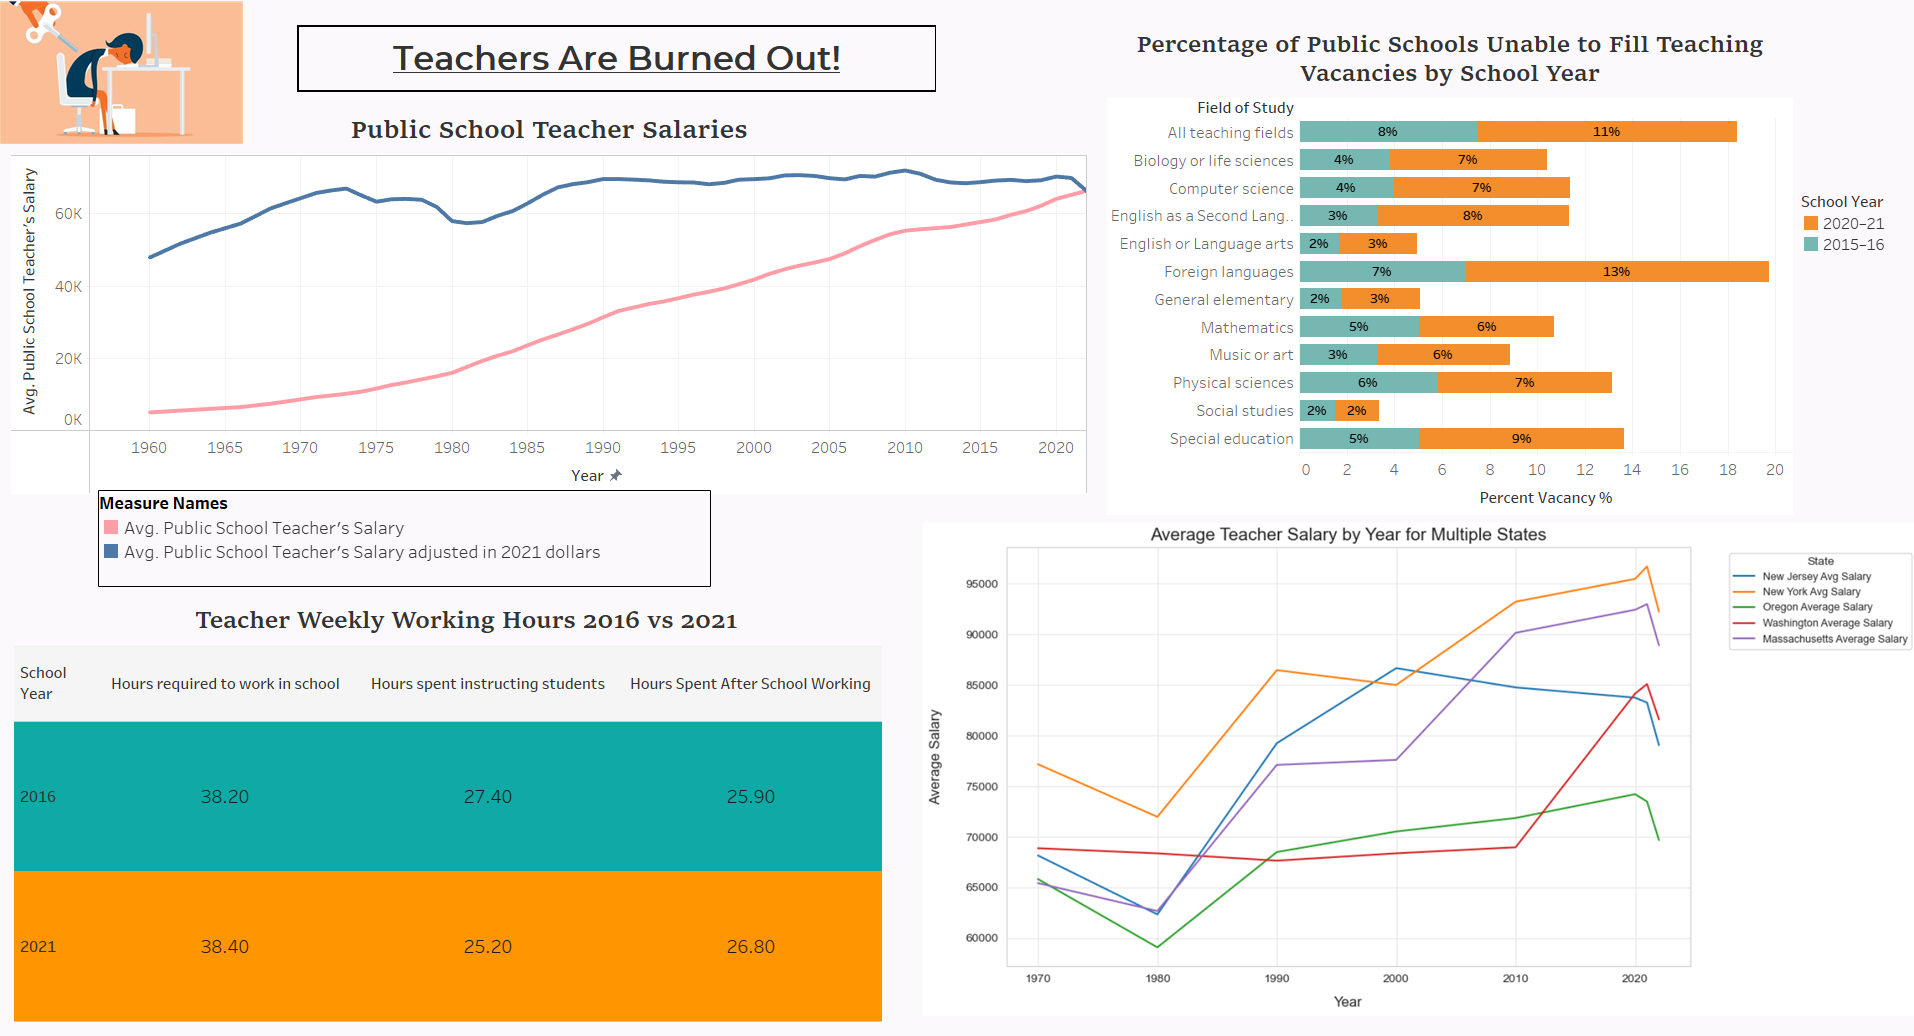 Teachers Are Burned Out!
Public School Teacher Salaries
Avg. Public School Teacher's Salary
60K
40K
20K
0K
1960 1965 1970 1975 1980 1985 1990 1995 2000 2005 2010 2015 2020
Year
Measure Names
Avg. Public School Teacher's Salary
Avg. Public School Teacher's Salary adjusted in 2021 dollars
Percentage of Public Schools Unable to Fill Teaching
Vacancies by School Year
Field of Study
All teaching fields 8% 11%
Biology or life sciences 4% 7%
Computer science 4% 7%
English as a Second Lang.. 3% 8%
English or Language arts 2% 3%
Foreign languages 7% 13%
General elementary 2% 3%
Mathematics 5% 6%
Music or art 3% 6%
Physical sciences 6% 7%
Social studies 2% 2%
Special education 5% 9%
0 2 4 6 8 10 12 14 16 18 20
Percent Vacancy %
School Year
2020–21
2015–16
Teacher Weekly Working Hours 2016 vs 2021
School
Year
Hours required to work in school Hours spent instructing students Hours Spent After School Working
2016 38.20 27.40 25.90
2021 38.40 25.20 26.80
Average Teacher Salary by Year for Multiple States
Average Salary
95000
90000
85000
80000
75000
70000
65000
60000
1970 1980 1990 2000 2010 2020
Year
State
New Jersey Avg Salary
New York Avg Salary
Oregon Average Salary
Washington Average Salary
Massachusetts Average Salary